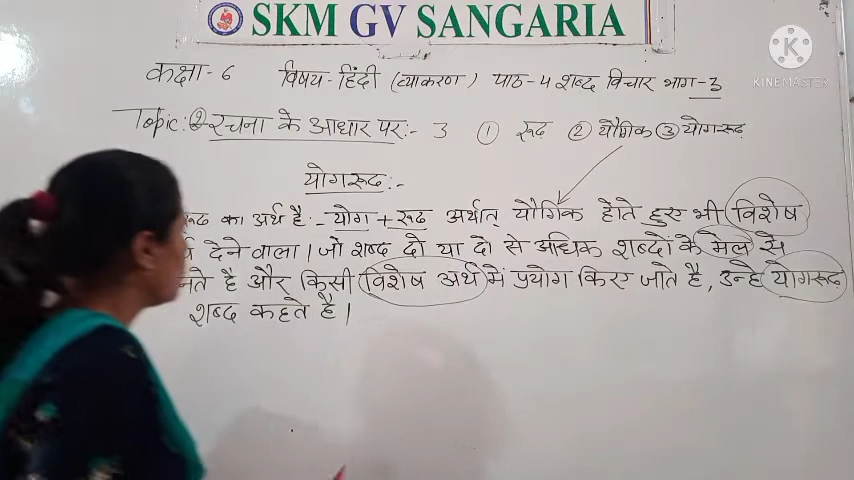 SKM GV SANGARIA
KINEMASTER
कक्षा - 6 विषय - हिंदी (व्याकरण) पाठ - 4 शब्द विचार भाग - 3
Topic: ② रचना के आधार पर :- 3 ① रूढ़ ② यौगिक ③ योगरूढ़
योगरूढ़ :-
रूढ़ का अर्थ है :- योग + रूढ़ अर्थात् यौगिक होते हुए भी विशेष
देने वाला। जो शब्द दो या दो से अधिक शब्दों के मेल से
है और किसी विशेष अर्थ में प्रयोग किए जाते है, उन्हे योगरूढ़
शब्द कहते है।